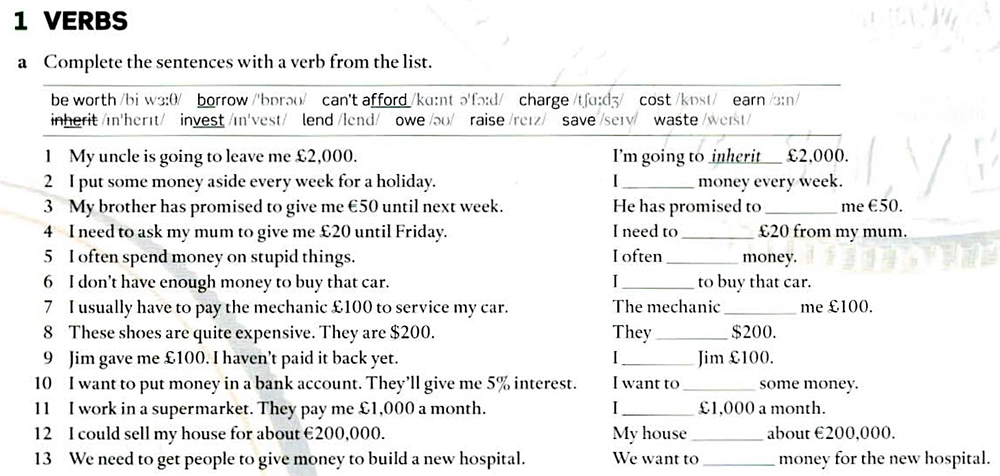 1 VERBS
a Complete the sentences with a verb from the list.
be worth /bi wɜːθ/ borrow /ˈbɒrəʊ/ can't afford /kɑːnt əˈfɔːd/ charge /tʃɑːdʒ/ cost /kɒst/ earn /ɜːn/
inherit /ɪnˈherɪt/ invest /ɪnˈvest/ lend /lend/ owe /əʊ/ raise /reɪz/ save /seɪv/ waste /weɪst/
1 My uncle is going to leave me £2,000. I'm going to inherit £2,000.
2 I put some money aside every week for a holiday. I ________ money every week.
3 My brother has promised to give me €50 until next week. He has promised to ________ me €50.
4 I need to ask my mum to give me £20 until Friday. I need to ________ £20 from my mum.
5 I often spend money on stupid things. I often ________ money.
6 I don't have enough money to buy that car. I ________ to buy that car.
7 I usually have to pay the mechanic £100 to service my car. The mechanic ________ me £100.
8 These shoes are quite expensive. They are $200. They ________ $200.
9 Jim gave me £100. I haven't paid it back yet. I ________ Jim £100.
10 I want to put money in a bank account. They'll give me 5% interest. I want to ________ some money.
11 I work in a supermarket. They pay me £1,000 a month. I ________ £1,000 a month.
12 I could sell my house for about €200,000. My house ________ about €200,000.
13 We need to get people to give money to build a new hospital. We want to ________ money for the new hospital.